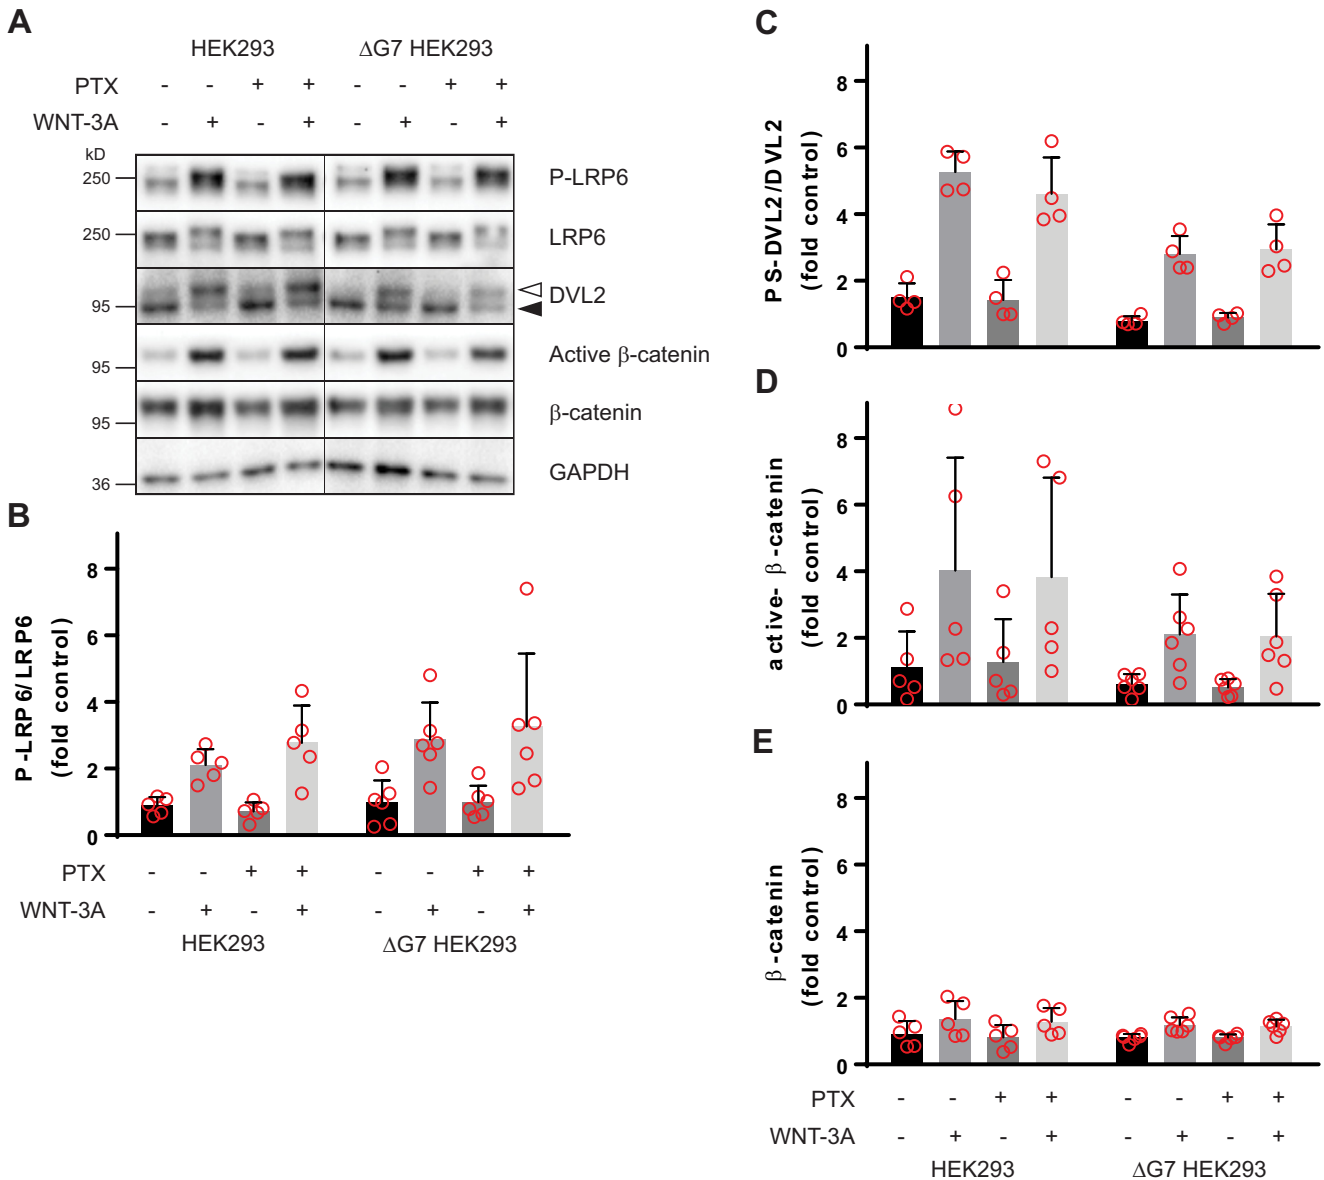 A
HEK293 ΔG7 HEK293
PTX - - + + - - + +
WNT-3A - + - + - + - +
kD
250 P-LRP6
250 LRP6
95 DVL2
95 Active β-catenin
95 β-catenin
36 GAPDH
B
P-LRP6/LRP6
(fold control)
8
6
4
2
0
PTX - - + + - - + +
WNT-3A - + - + - + - +
HEK293 ΔG7 HEK293
C
PS-DVL2/DVL2
(fold control)
8
6
4
2
0
D
active- β-catenin
(fold control)
8
6
4
2
0
E
β-catenin
(fold control)
8
6
4
2
0
PTX - - + + - - + +
WNT-3A - + - + - + - +
HEK293 ΔG7 HEK293